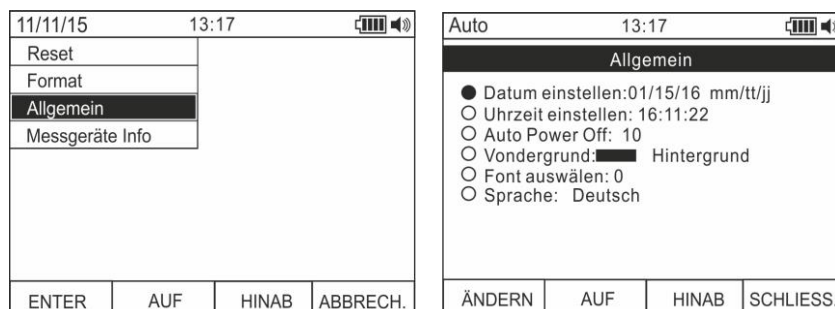 11/11/15 13:17
Reset
Format
Allgemein
Messgeräte Info
ENTER AUF HINAB ABBRECH.
Auto 13:17
Allgemein
Datum einstellen:01/15/16 mm/tt/jj
Uhrzeit einstellen: 16:11:22
Auto Power Off: 10
Vondergrund: Hintergrund
Font auswälen: 0
Sprache: Deutsch
ÄNDERN AUF HINAB SCHLIESS.